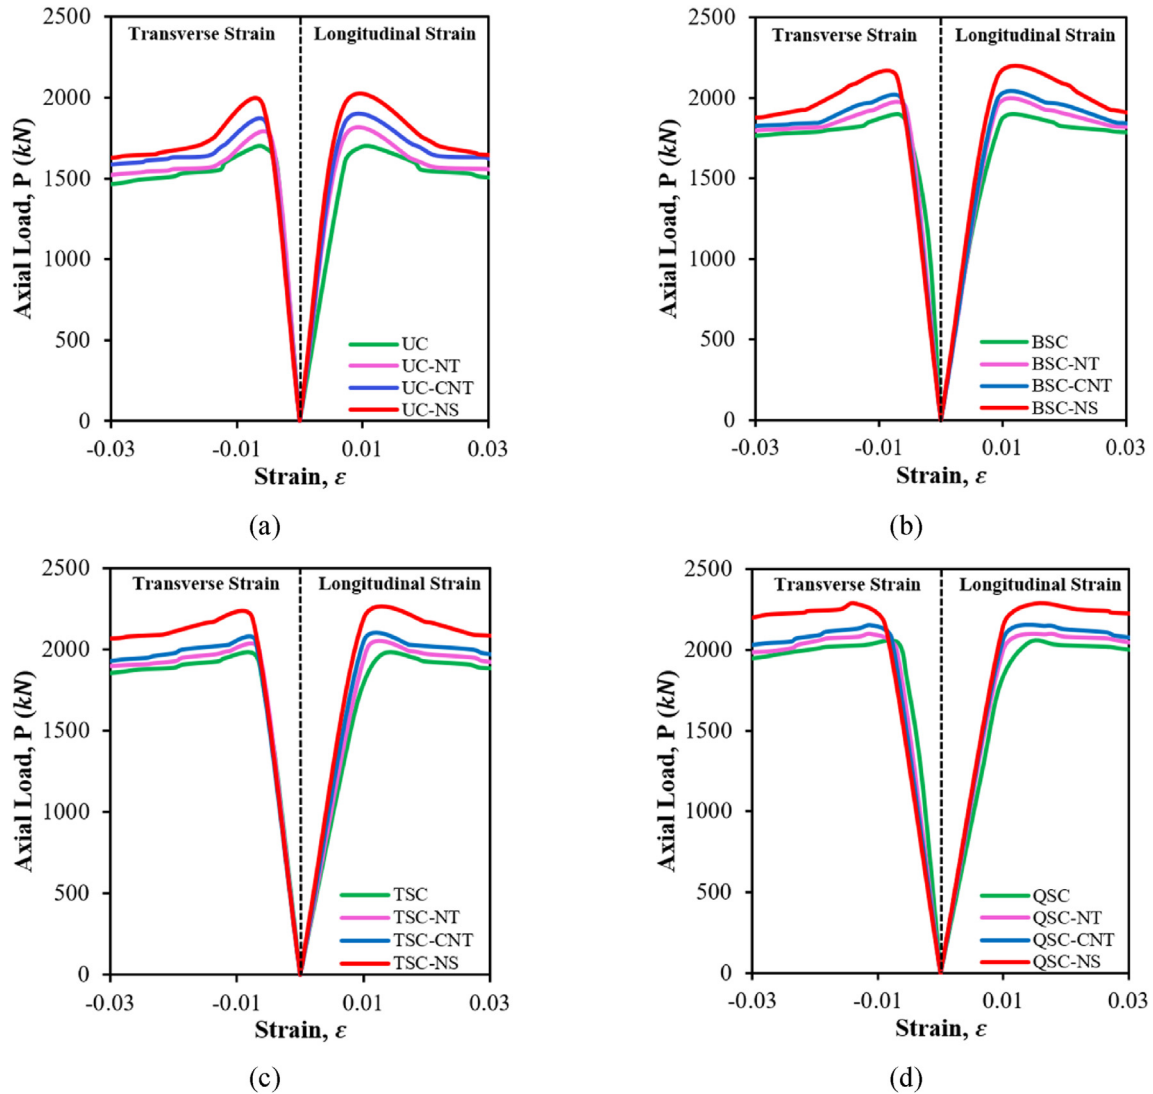 2500
2000
1500
1000
500
0
Axial Load, P (kN)
Transverse Strain
Longitudinal Strain
UC
UC-NT
UC-CNT
UC-NS
-0.03 -0.01 0.01 0.03
Strain, ε
(a)
2500
2000
1500
1000
500
0
Axial Load, P (kN)
Transverse Strain
Longitudinal Strain
BSC
BSC-NT
BSC-CNT
BSC-NS
-0.03 -0.01 0.01 0.03
Strain, ε
(b)
2500
2000
1500
1000
500
0
Axial Load, P (kN)
Transverse Strain
Longitudinal Strain
TSC
TSC-NT
TSC-CNT
TSC-NS
-0.03 -0.01 0.01 0.03
Strain, ε
(c)
2500
2000
1500
1000
500
0
Axial Load, P (kN)
Transverse Strain
Longitudinal Strain
QSC
QSC-NT
QSC-CNT
QSC-NS
-0.03 -0.01 0.01 0.03
Strain, ε
(d)